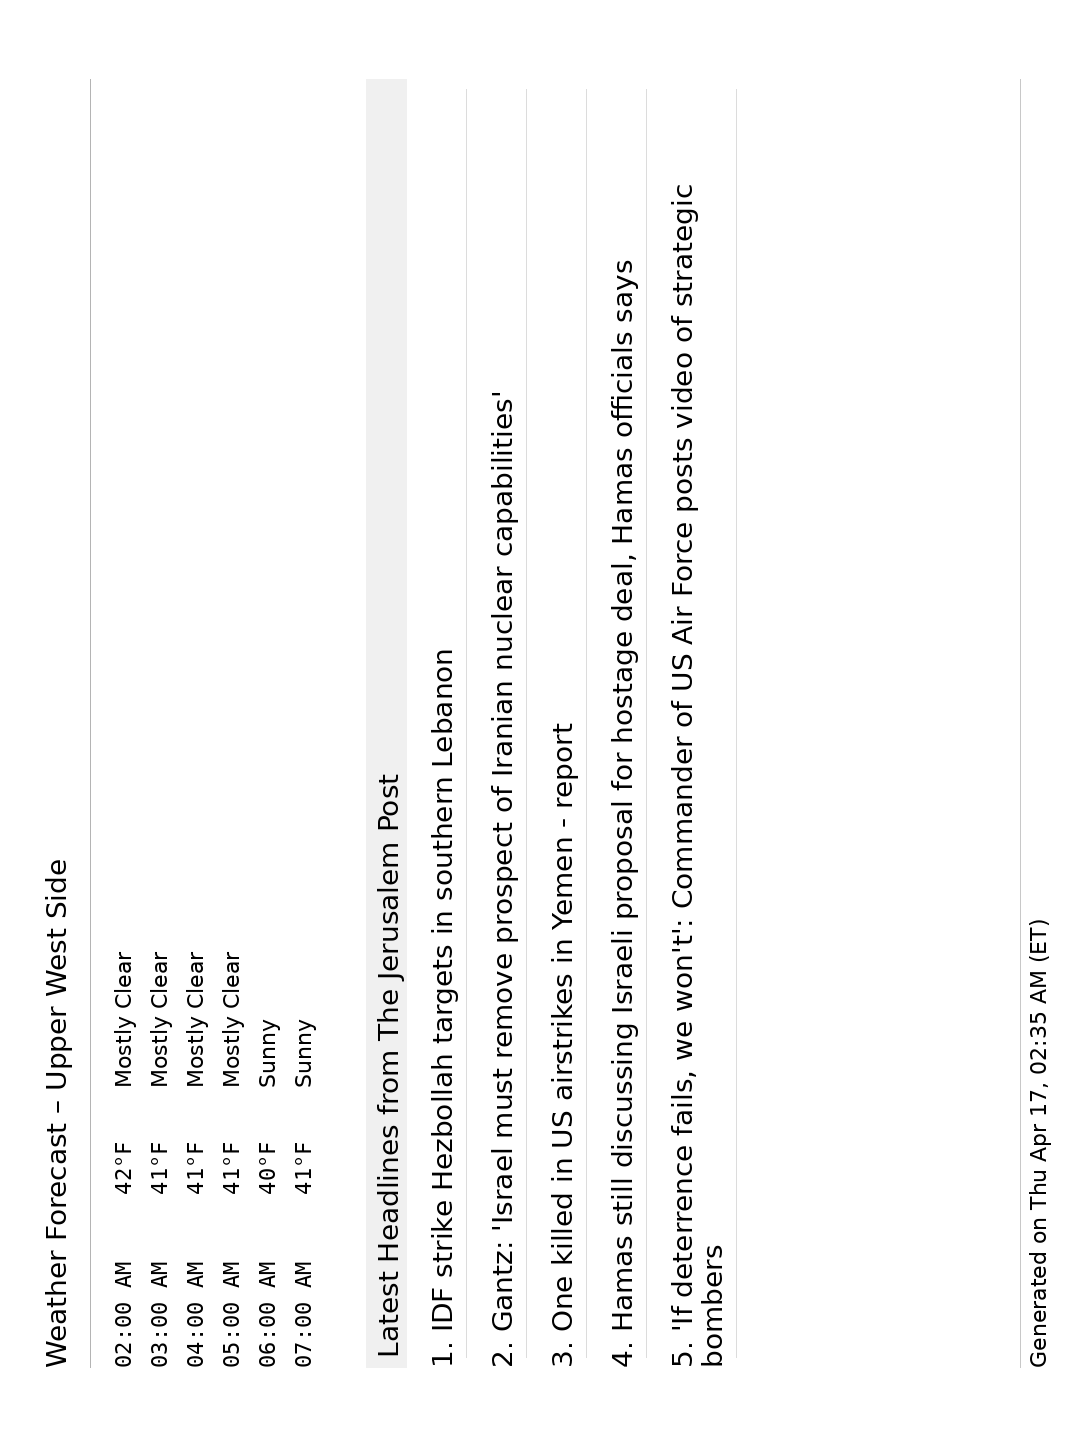 Weather Forecast – Upper West Side
02:00 AM 42°F Mostly Clear
03:00 AM 41°F Mostly Clear
04:00 AM 41°F Mostly Clear
05:00 AM 41°F Mostly Clear
06:00 AM 40°F Sunny
07:00 AM 41°F Sunny
Latest Headlines from The Jerusalem Post
1. IDF strike Hezbollah targets in southern Lebanon
2. Gantz: 'Israel must remove prospect of Iranian nuclear capabilities'
3. One killed in US airstrikes in Yemen - report
4. Hamas still discussing Israeli proposal for hostage deal, Hamas officials says
5. 'If deterrence fails, we won't': Commander of US Air Force posts video of strategic
bombers
Generated on Thu Apr 17, 02:35 AM (ET)